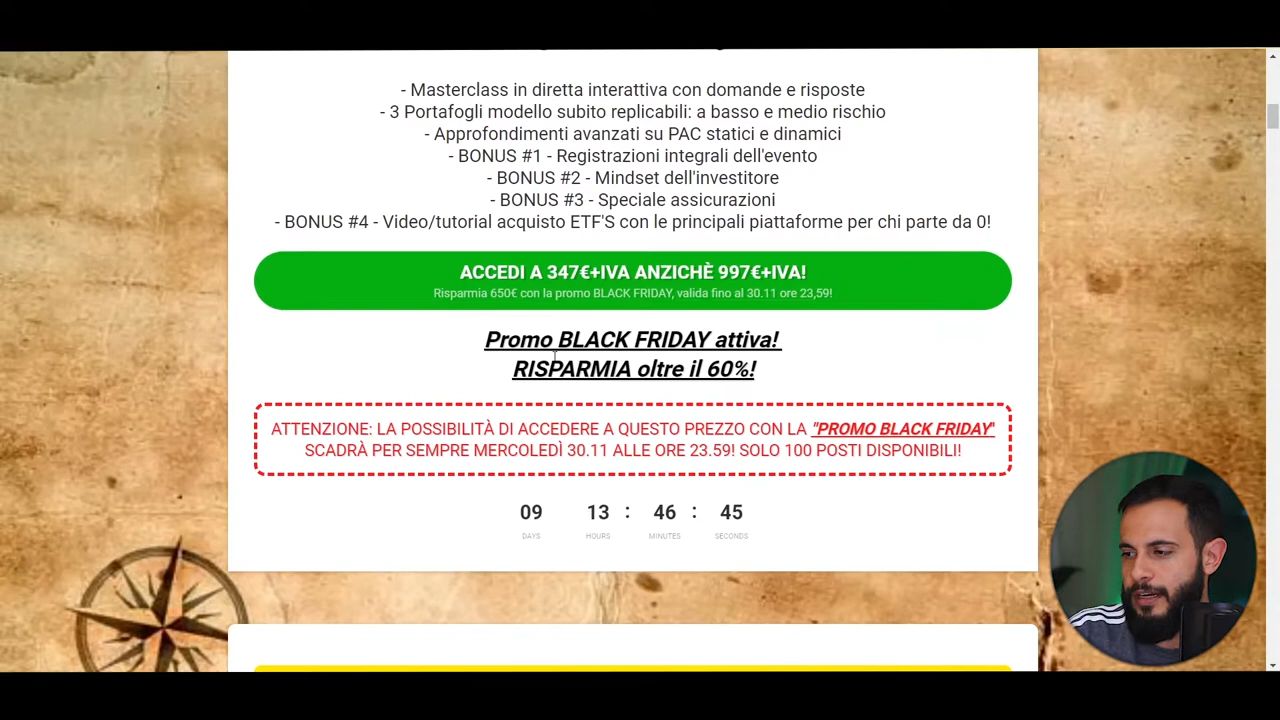 - Masterclass in diretta interattiva con domande e risposte
- 3 Portafogli modello subito replicabili: a basso e medio rischio
- Approfondimenti avanzati su PAC statici e dinamici
- BONUS #1 - Registrazioni integrali dell'evento
- BONUS #2 - Mindset dell'investitore
- BONUS #3 - Speciale assicurazioni
- BONUS #4 - Video/tutorial acquisto ETF'S con le principali piattaforme per chi parte da 0!
ACCEDI A 347€+IVA ANZICHÈ 997€+IVA!
Risparmia 650€ con la promo BLACK FRIDAY, valida fino al 30.11 ore 23,59!
Promo BLACK FRIDAY attiva!
RISPARMIA oltre il 60%!
ATTENZIONE: LA POSSIBILITÀ DI ACCEDERE A QUESTO PREZZO CON LA "PROMO BLACK FRIDAY"
SCADRÀ PER SEMPRE MERCOLEDÌ 30.11 ALLE ORE 23.59! SOLO 100 POSTI DISPONIBILI!
09 13 : 46 : 45
DAYS HOURS MINUTES SECONDS